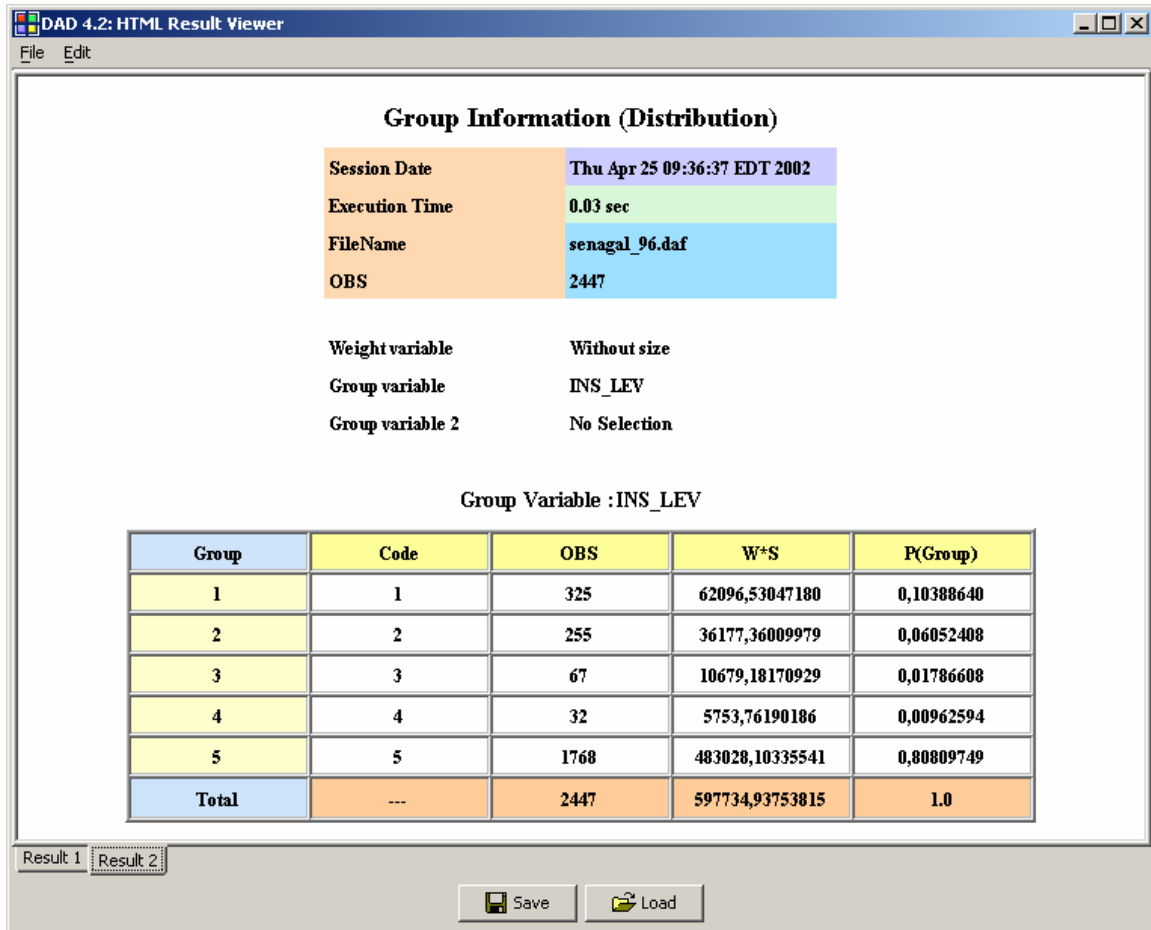 DAD 4.2: HTML Result Viewer
File Edit
Group Information (Distribution)
Session Date Thu Apr 25 09:36:37 EDT 2002
Execution Time 0.03 sec
FileName senagal_96.daf
OBS 2447
Weight variable Without size
Group variable INS_LEV
Group variable 2 No Selection
Group Variable :INS_LEV
Group Code OBS W*S P(Group)
1 1 325 62096,53047180 0,10388640
2 2 255 36177,36009979 0,06052408
3 3 67 10679,18170929 0,01786608
4 4 32 5753,76190186 0,00962594
5 5 1768 483028,10335541 0,80809749
Total --- 2447 597734,93753815 1.0
Result 1 Result 2
Save Load